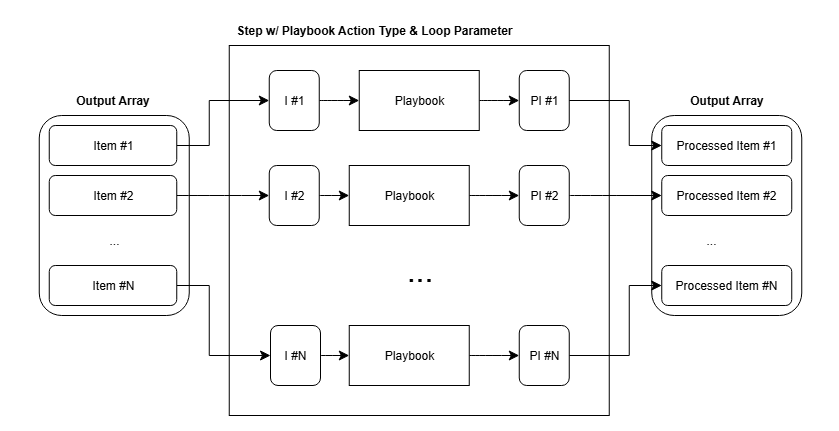 Step w/ Playbook Action Type & Loop Parameter
Output Array
Item #1
Item #2
...
Item #N
I #1
Playbook
PI #1
I #2
Playbook
PI #2
...
I #N
Playbook
PI #N
Output Array
Processed Item #1
Processed Item #2
...
Processed Item #N